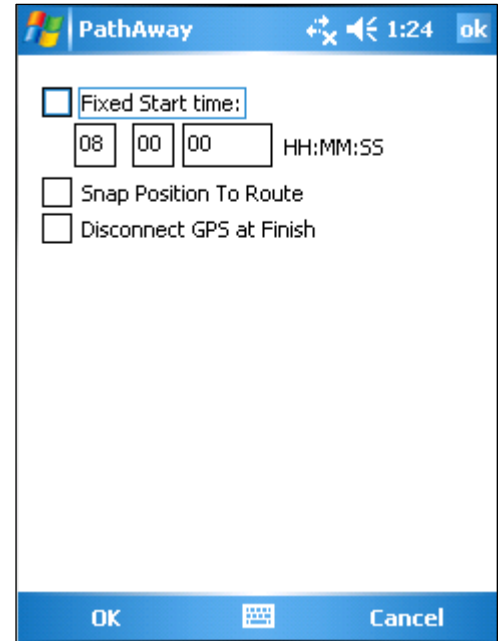 PathAway 1:24 ok
Fixed Start time:
08 00 00 HH:MM:SS
Snap Position To Route
Disconnect GPS at Finish
OK Cancel